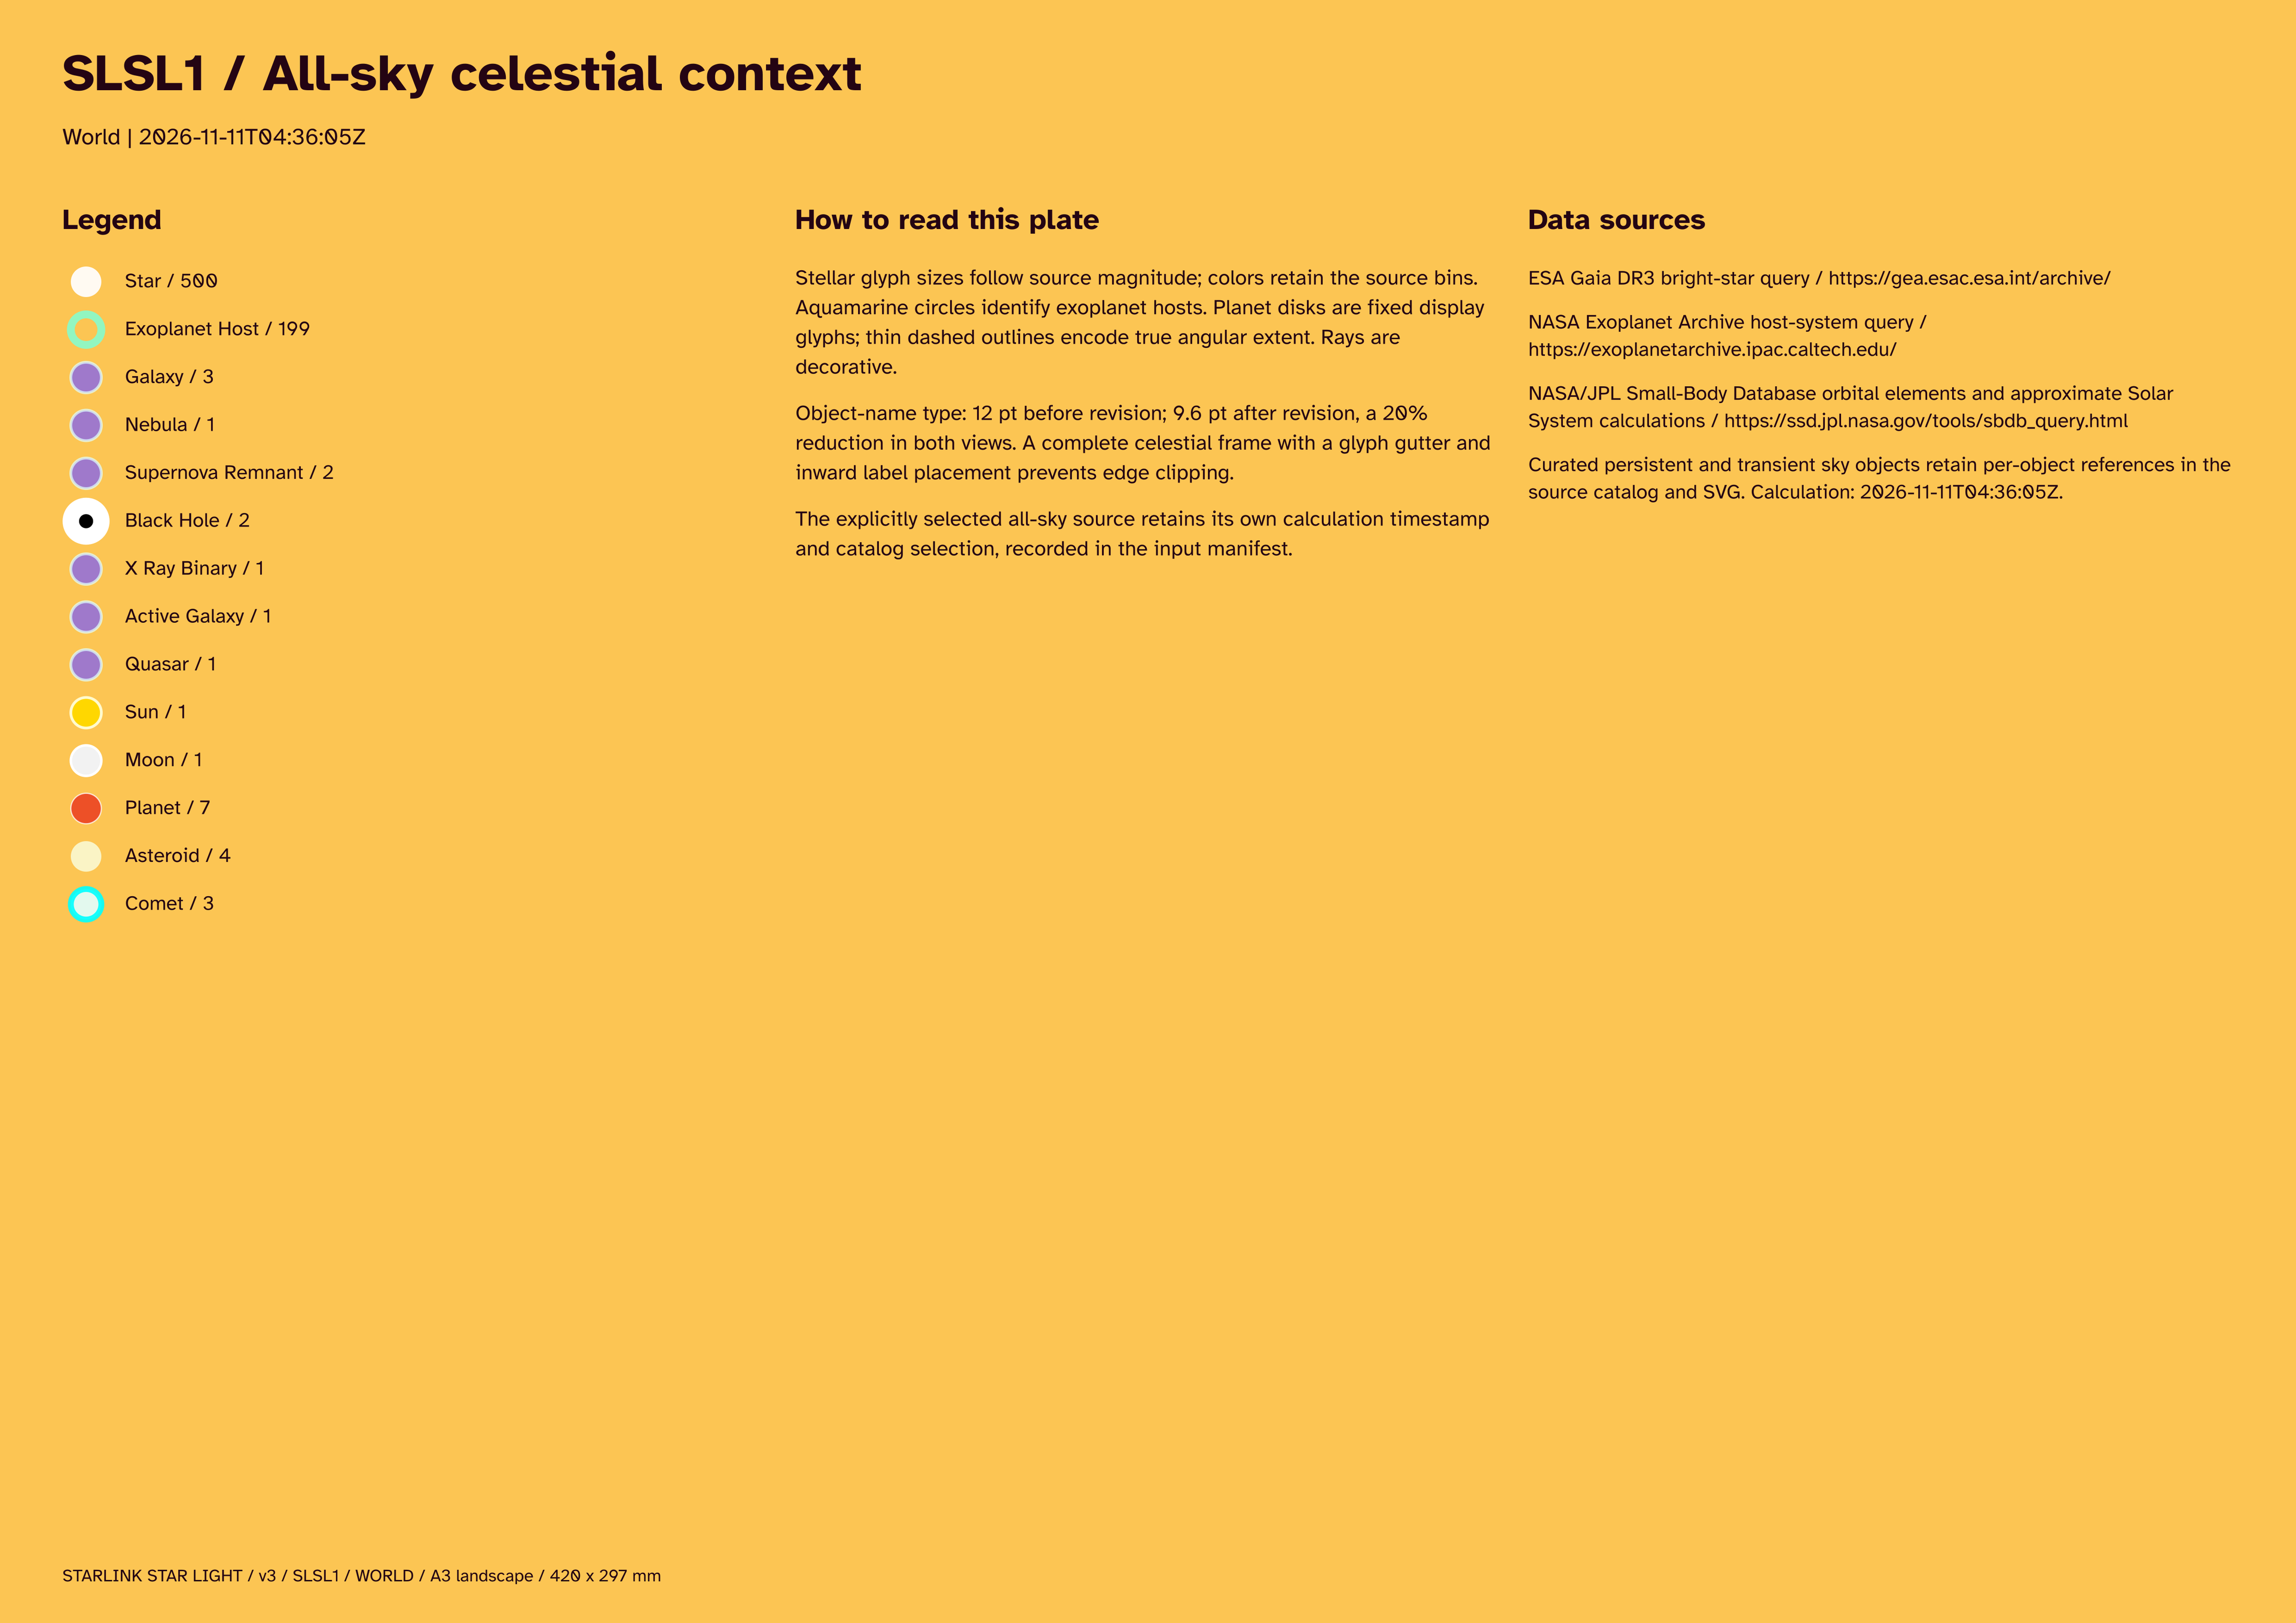 SLSL1 / All-sky celestial context
World | 2026-11-11T04:36:05Z
Legend
Star / 500
Exoplanet Host / 199
Galaxy / 3
Nebula / 1
Supernova Remnant / 2
Black Hole / 2
X Ray Binary / 1
Active Galaxy / 1
Quasar / 1
Sun / 1
Moon / 1
Planet / 7
Asteroid / 4
Comet / 3
How to read this plate
Stellar glyph sizes follow source magnitude; colors retain the source bins.
Aquamarine circles identify exoplanet hosts. Planet disks are fixed display
glyphs; thin dashed outlines encode true angular extent. Rays are
decorative.
Object-name type: 12 pt before revision; 9.6 pt after revision, a 20%
reduction in both views. A complete celestial frame with a glyph gutter and
inward label placement prevents edge clipping.
The explicitly selected all-sky source retains its own calculation timestamp
and catalog selection, recorded in the input manifest.
Data sources
ESA Gaia DR3 bright-star query / https://gea.esac.esa.int/archive/
NASA Exoplanet Archive host-system query /
https://exoplanetarchive.ipac.caltech.edu/
NASA/JPL Small-Body Database orbital elements and approximate Solar
System calculations / https://ssd.jpl.nasa.gov/tools/sbdb_query.html
Curated persistent and transient sky objects retain per-object references in the
source catalog and SVG. Calculation: 2026-11-11T04:36:05Z.
STARLINK STAR LIGHT / v3 / SLSL1 / WORLD / A3 landscape / 420 x 297 mm